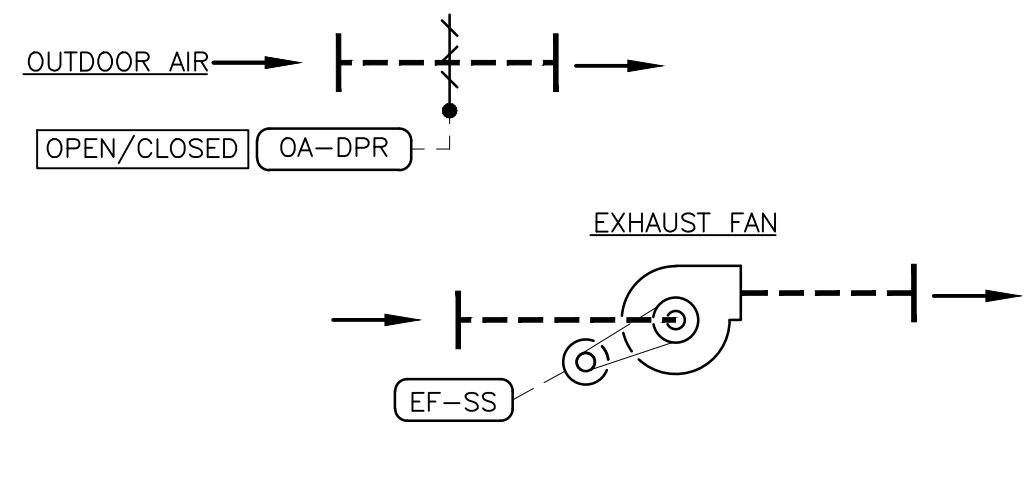 OUTDOOR AIR
OPEN/CLOSED
OA-DPR
EXHAUST FAN
EF-SS